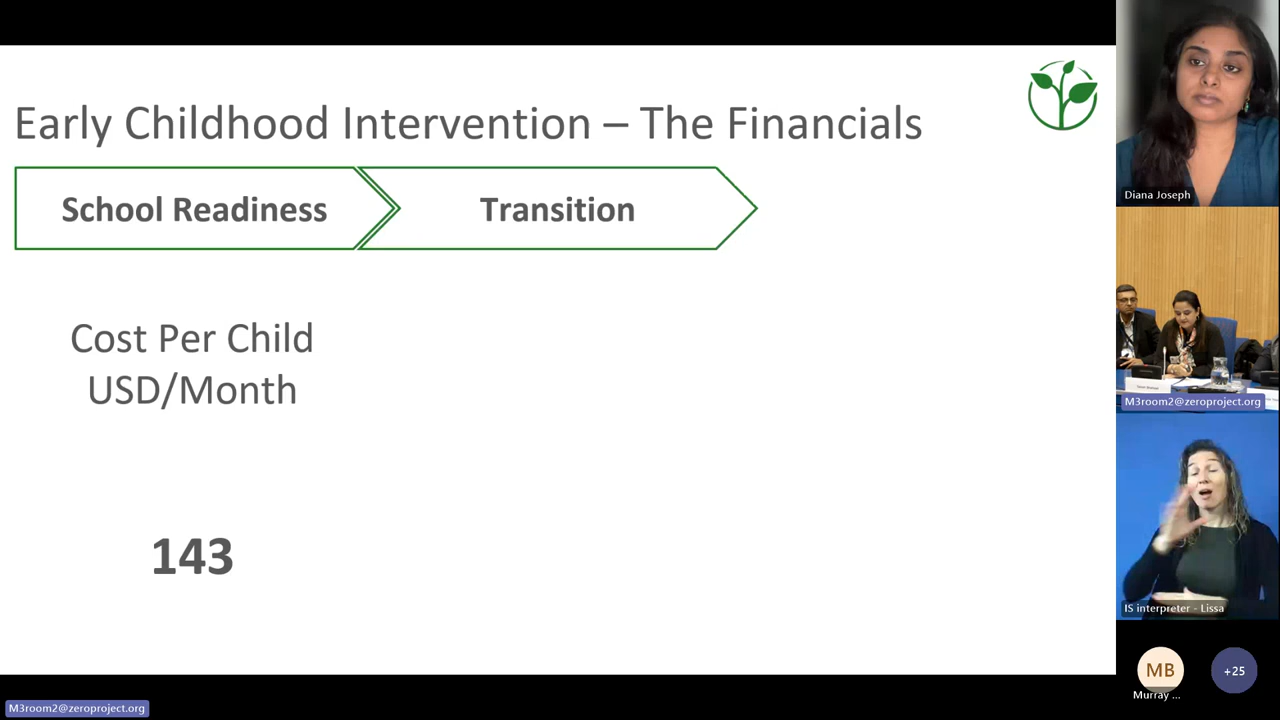 Early Childhood Intervention – The Financials
School Readiness
Transition
Cost Per Child
USD/Month
143
Diana Joseph
M3room2@zeroproject.org
IS interpreter - Lissa
MB
Murray ...
+25
M3room2@zeroproject.org